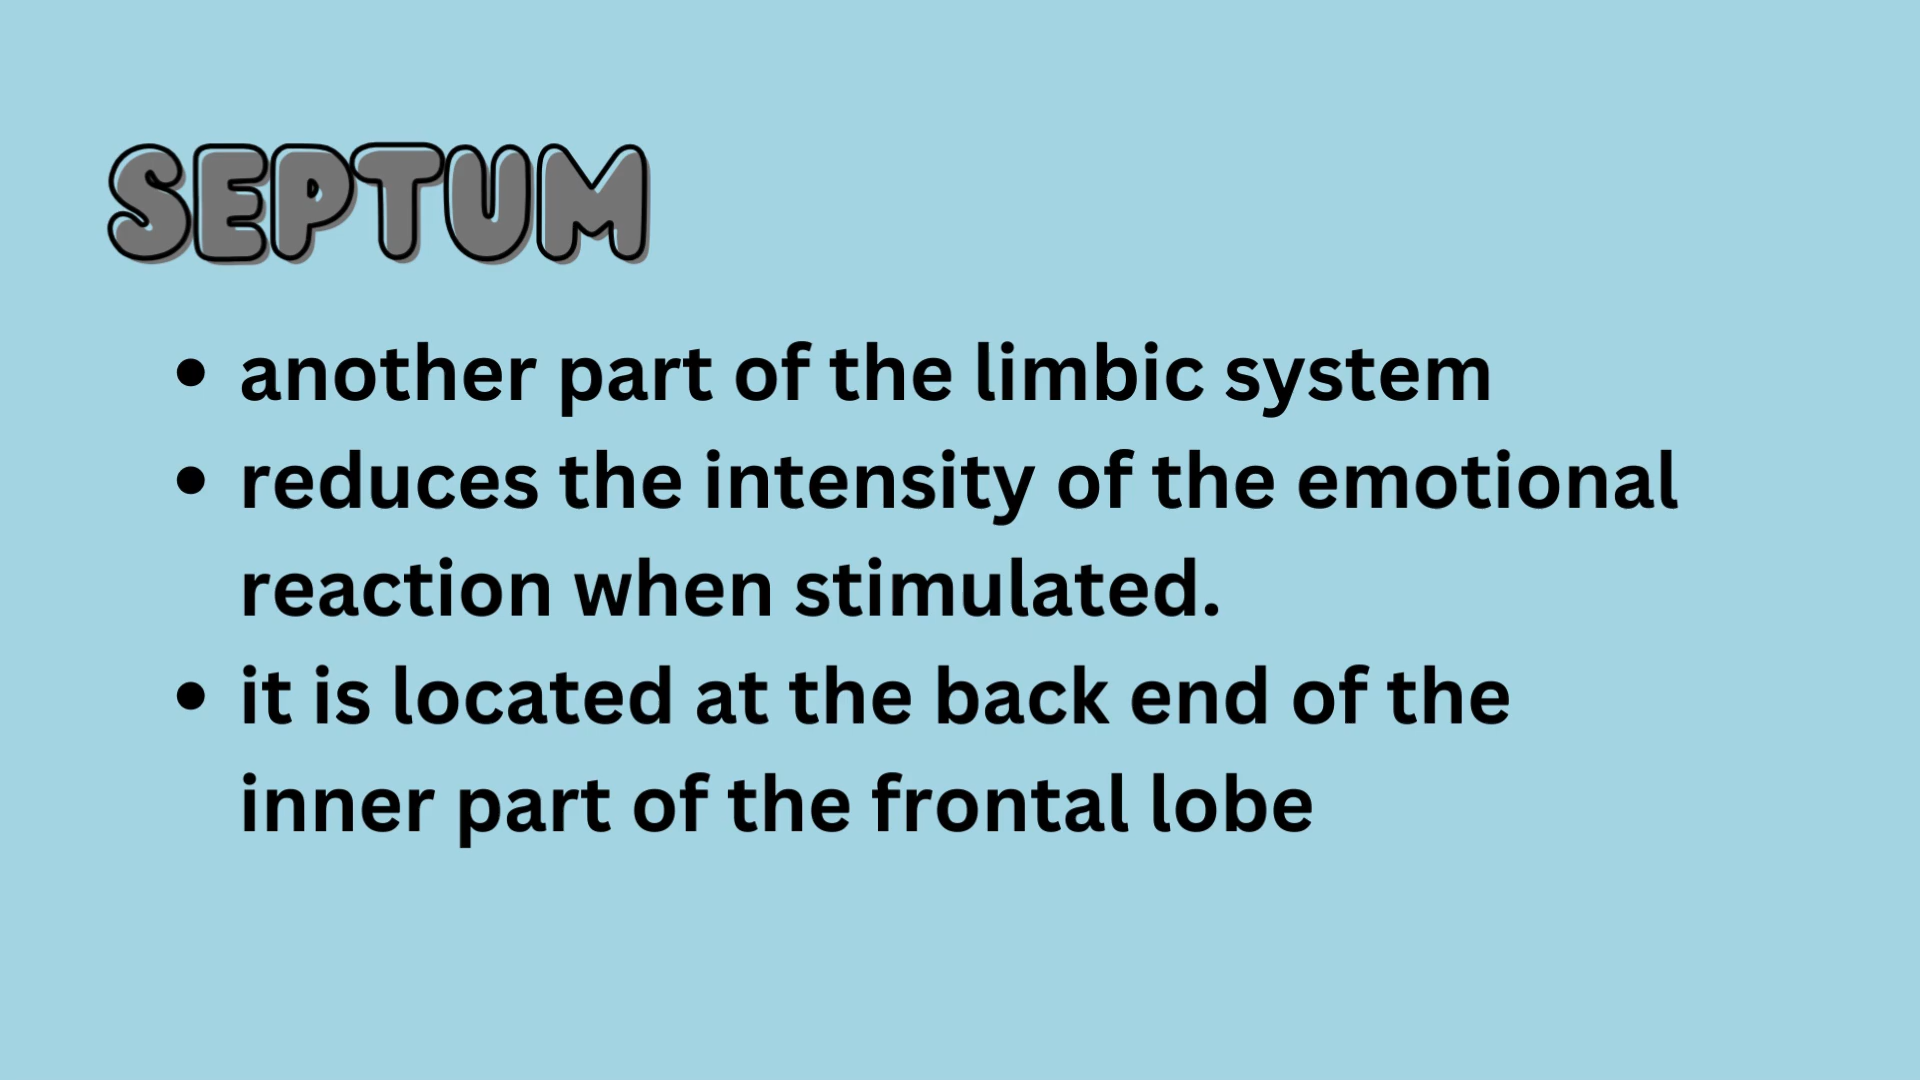 SEPTUM
• another part of the limbic system
• reduces the intensity of the emotional
reaction when stimulated.
• it is located at the back end of the
inner part of the frontal lobe